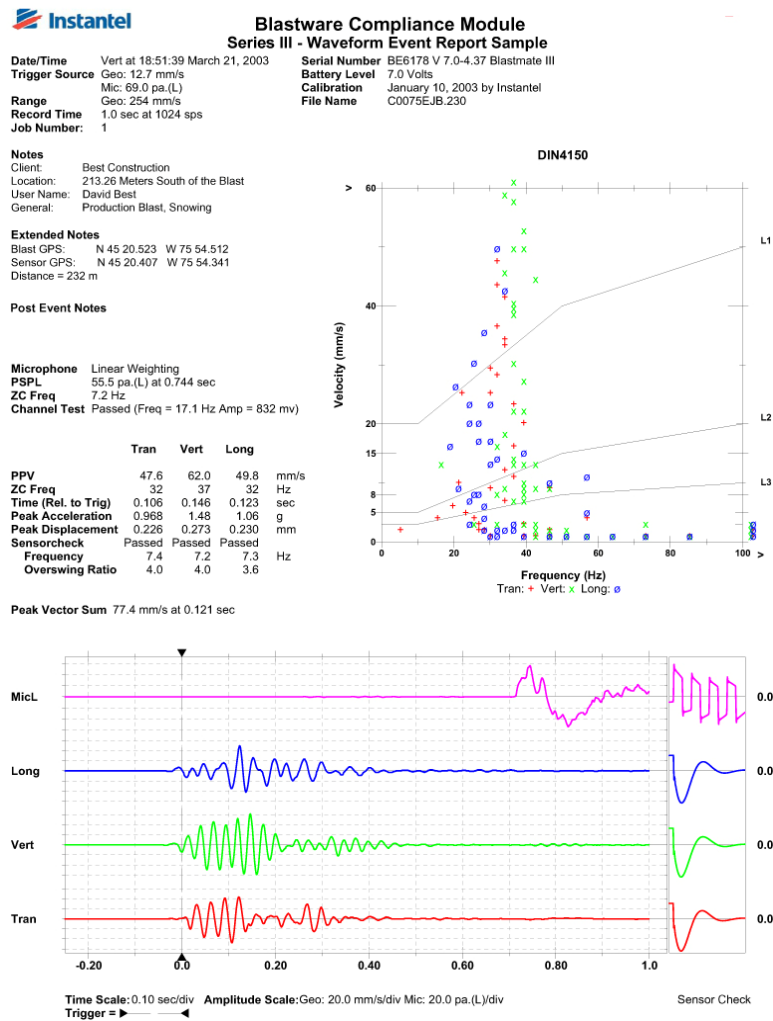 Instantel
Blastware Compliance Module
Series III - Waveform Event Report Sample
Date/Time Vert at 18:51:39 March 21, 2003
Trigger Source Geo: 12.7 mm/s
Mic: 69.0 pa.(L)
Range Geo: 254 mm/s
Record Time 1.0 sec at 1024 sps
Job Number: 1
Serial Number BE6178 V 7.0-4.37 Blastmate III
Battery Level 7.0 Volts
Calibration January 10, 2003 by Instantel
File Name C0075EJB.230
Notes
Client: Best Construction
Location: 213.26 Meters South of the Blast
User Name: David Best
General: Production Blast, Snowing
Extended Notes
Blast GPS: N 45 20.523 W 75 54.512
Sensor GPS: N 45 20.407 W 75 54.341
Distance = 232 m
Post Event Notes
Microphone Linear Weighting
PSPL 55.5 pa.(L) at 0.744 sec
ZC Freq 7.2 Hz
Channel Test Passed (Freq = 17.1 Hz Amp = 832 mv)
Tran Vert Long
PPV 47.6 62.0 49.8 mm/s
ZC Freq 32 37 32 Hz
Time (Rel. to Trig) 0.106 0.146 0.123 sec
Peak Acceleration 0.968 1.48 1.06 g
Peak Displacement 0.226 0.273 0.230 mm
Sensorcheck Passed Passed Passed
Frequency 7.4 7.2 7.3 Hz
Overswing Ratio 4.0 4.0 3.6
Peak Vector Sum 77.4 mm/s at 0.121 sec
DIN4150
> 60
L1
40
Velocity (mm/s)
L2
20
15
L3
8
5
0
0 20 40 60 80 100 >
Frequency (Hz)
Tran: + Vert: x Long: ø
MicL 0.0
Long 0.0
Vert 0.0
Tran 0.0
-0.20 0.0 0.20 0.40 0.60 0.80 1.0
Time Scale: 0.10 sec/div Amplitude Scale: Geo: 20.0 mm/s/div Mic: 20.0 pa.(L)/div Sensor Check
Trigger =